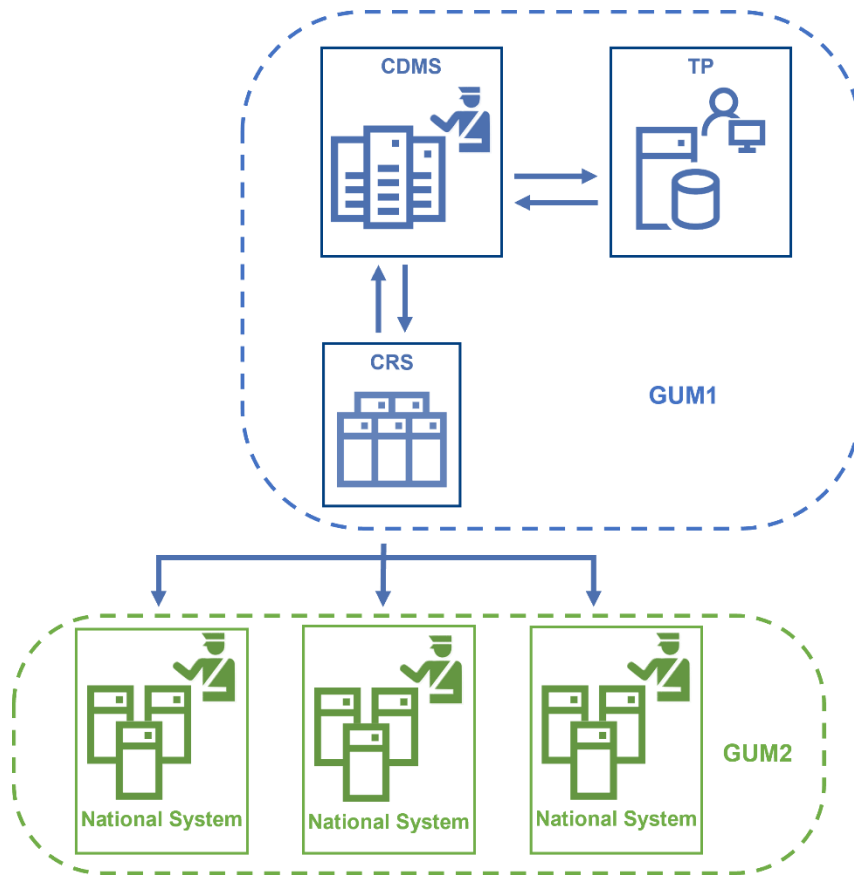 CDMS
TP
CRS
GUM1
GUM2
National System
National System
National System